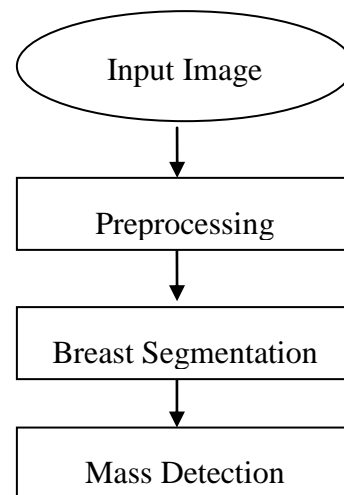 Input Image
Preprocessing
Breast Segmentation
Mass Detection